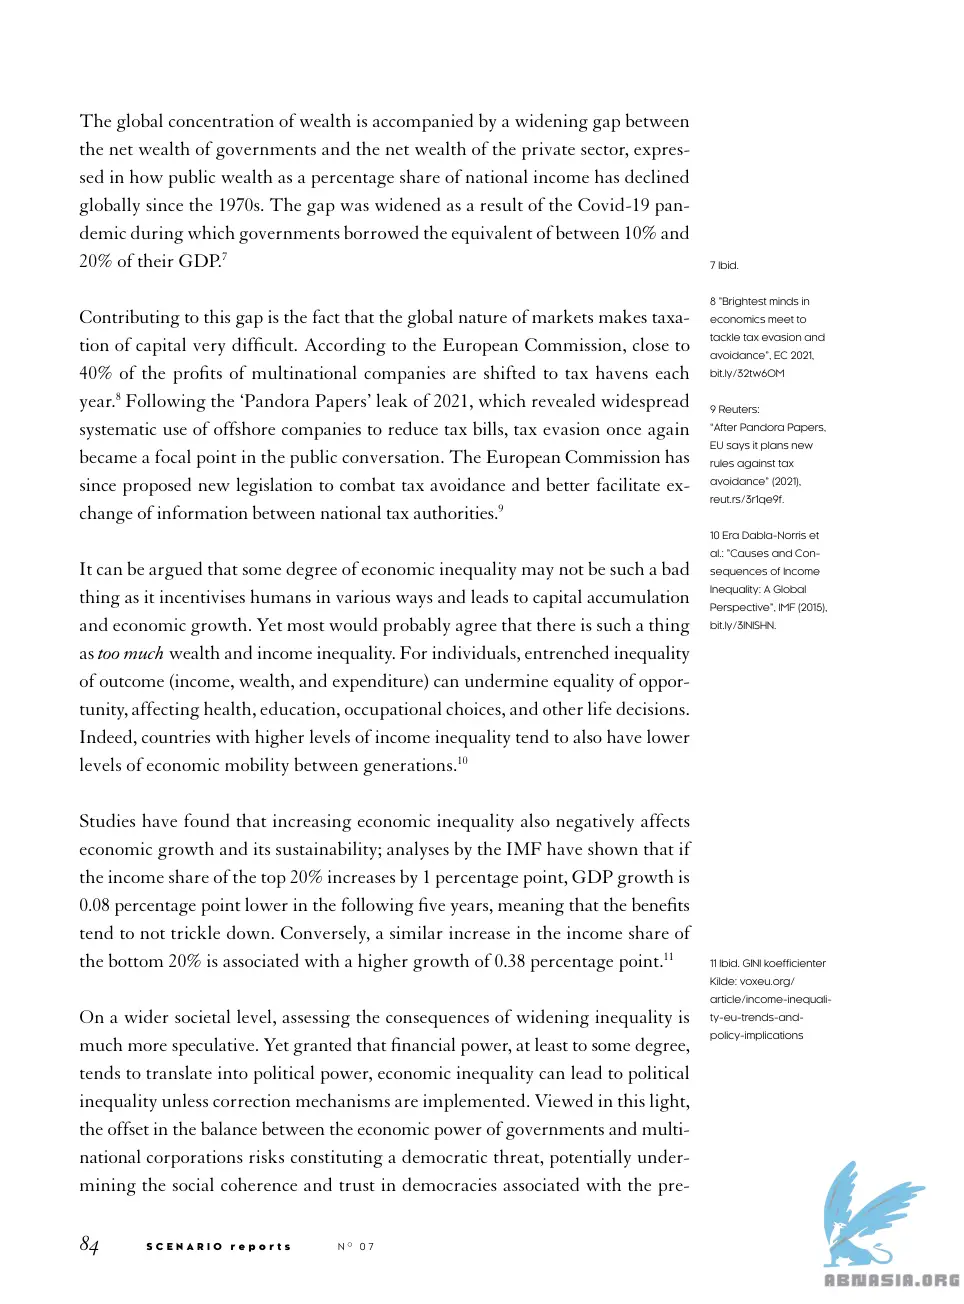 The global concentration of wealth is accompanied by a widening gap between
the net wealth of governments and the net wealth of the private sector, expres-
sed in how public wealth as a percentage share of national income has declined
globally since the 1970s. The gap was widened as a result of the Covid-19 pan-
demic during which governments borrowed the equivalent of between 10% and
20% of their GDP.7
Contributing to this gap is the fact that the global nature of markets makes taxa-
tion of capital very difficult. According to the European Commission, close to
40% of the profits of multinational companies are shifted to tax havens each
year.8 Following the ‘Pandora Papers’ leak of 2021, which revealed widespread
systematic use of offshore companies to reduce tax bills, tax evasion once again
became a focal point in the public conversation. The European Commission has
since proposed new legislation to combat tax avoidance and better facilitate ex-
change of information between national tax authorities.9
It can be argued that some degree of economic inequality may not be such a bad
thing as it incentivises humans in various ways and leads to capital accumulation
and economic growth. Yet most would probably agree that there is such a thing
as too much wealth and income inequality. For individuals, entrenched inequality
of outcome (income, wealth, and expenditure) can undermine equality of oppor-
tunity, affecting health, education, occupational choices, and other life decisions.
Indeed, countries with higher levels of income inequality tend to also have lower
levels of economic mobility between generations.10
Studies have found that increasing economic inequality also negatively affects
economic growth and its sustainability; analyses by the IMF have shown that if
the income share of the top 20% increases by 1 percentage point, GDP growth is
0.08 percentage point lower in the following five years, meaning that the benefits
tend to not trickle down. Conversely, a similar increase in the income share of
the bottom 20% is associated with a higher growth of 0.38 percentage point.11
On a wider societal level, assessing the consequences of widening inequality is
much more speculative. Yet granted that financial power, at least to some degree,
tends to translate into political power, economic inequality can lead to political
inequality unless correction mechanisms are implemented. Viewed in this light,
the offset in the balance between the economic power of governments and multi-
national corporations risks constituting a democratic threat, potentially under-
mining the social coherence and trust in democracies associated with the pre-
7 Ibid.
8 "Brightest minds in
economics meet to
tackle tax evasion and
avoidance", EC 2021,
bit.ly/32tw6OM
9 Reuters:
"After Pandora Papers,
EU says it plans new
rules against tax
avoidance" (2021),
reut.rs/3r1qe9f.
10 Era Dabla-Norris et
al.: "Causes and Con-
sequences of Income
Inequality: A Global
Perspective", IMF (2015),
bit.ly/3INISHN.
11 Ibid. GINI koefficienter
Kilde: voxeu.org/
article/income-inequali-
ty-eu-trends-and-
policy-implications
84 SCENARIO reports Nº 07
ABNASIA.ORG